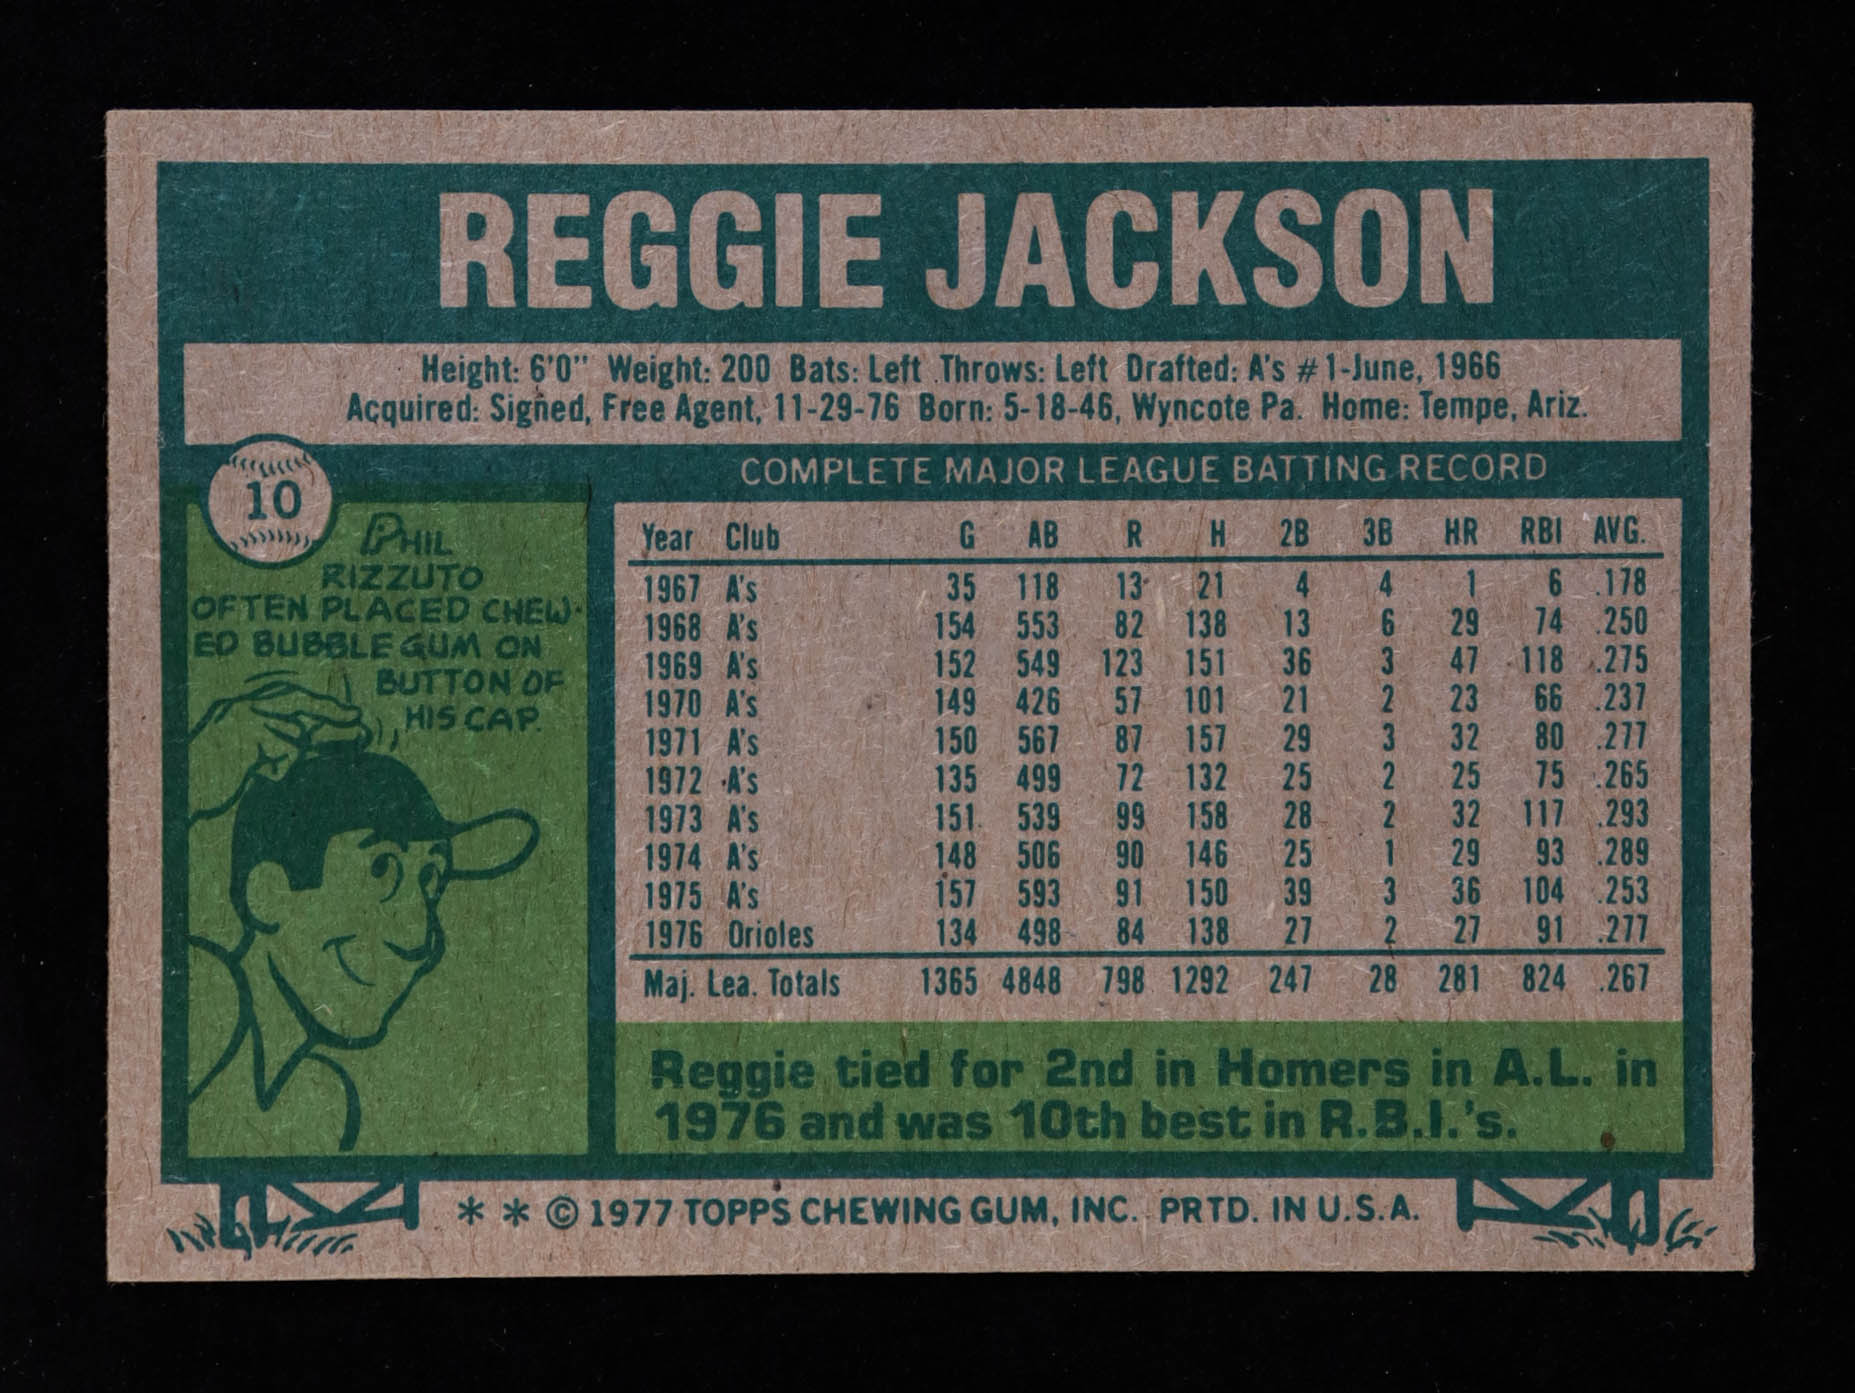 REGGIE JACKSON
Height: 6'0" Weight: 200 Bats: Left Throws: Left Drafted: A's #1-June, 1966
Acquired: Signed, Free Agent, 11-29-76 Born: 5-18-46, Wyncote Pa. Home: Tempe, Ariz.
10
PHIL
RIZZUTO
OFTEN PLACED CHEW-
ED BUBBLE GUM ON
BUTTON OF
HIS CAP.
COMPLETE MAJOR LEAGUE BATTING RECORD
Year Club G AB R H 2B 3B HR RBI AVG.
1967 A's 35 118 13 21 4 4 1 6 .178
1968 A's 154 553 82 138 13 6 29 74 .250
1969 A's 152 549 123 151 36 3 47 118 .275
1970 A's 149 426 57 101 21 2 23 66 .237
1971 A's 150 567 87 157 29 3 32 80 .277
1972 A's 135 499 72 132 25 2 25 75 .265
1973 A's 151 539 99 158 28 2 32 117 .293
1974 A's 148 506 90 146 25 1 29 93 .289
1975 A's 157 593 91 150 39 3 36 104 .253
1976 Orioles 134 498 84 138 27 2 27 91 .277
Maj. Lea. Totals 1365 4848 798 1292 247 28 281 824 .267
Reggie tied for 2nd in Homers in A.L. in
1976 and was 10th best in R.B.I.'s.
* * © 1977 TOPPS CHEWING GUM, INC. PRTD. IN U.S.A.